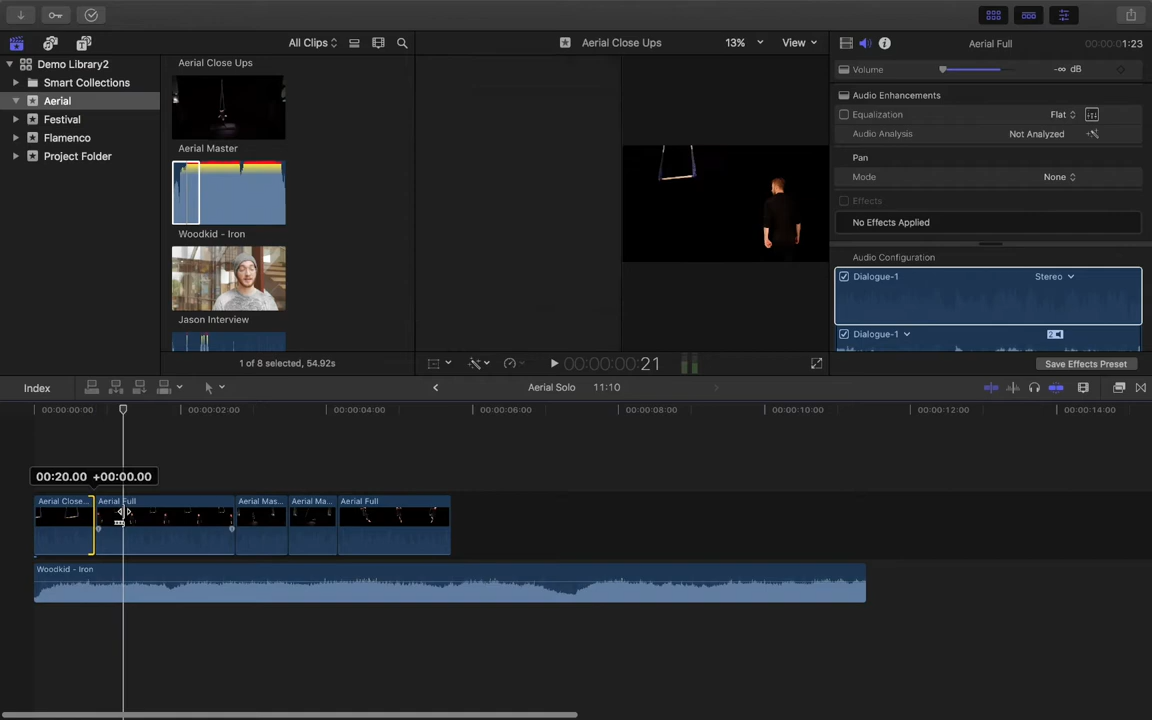 All Clips
Aerial Close Ups
13%
View
Aerial Full
00:00:00:01:23
Demo Library2
Smart Collections
Aerial
Festival
Flamenco
Project Folder
Aerial Close Ups
Aerial Master
Woodkid - Iron
Jason Interview
1 of 8 selected, 54.92s
Volume
-∞ dB
Audio Enhancements
Equalization
Flat
Audio Analysis
Not Analyzed
Pan
Mode
None
Effects
No Effects Applied
Audio Configuration
Dialogue-1
Stereo
Dialogue-1
2
00:00:00:21
Save Effects Preset
Index
Aerial Solo
11:10
00:00:00:00
00:00:02:00
00:00:04:00
00:00:06:00
00:00:08:00
00:00:10:00
00:00:12:00
00:00:14:00
00:20.00 +00:00.00
Aerial Close...
Aerial Full
Aerial Mas...
Aerial Ma...
Aerial Full
Woodkid - Iron